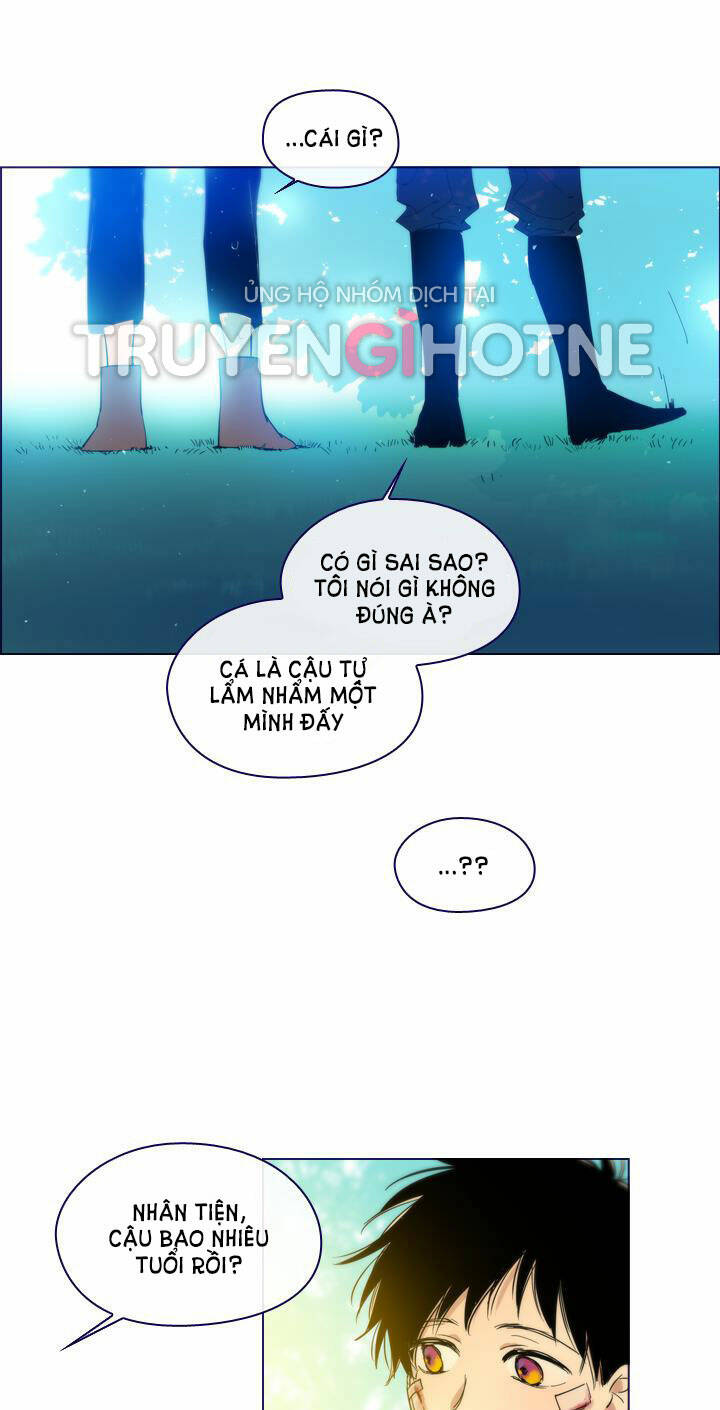 ...CÁI GÌ?
ỦNG HỘ NHÓM DỊCH TẠI
TRUYENGÌHOTNE
CÓ GÌ SAI SAO?
TÔI NÓI GÌ KHÔNG
ĐÚNG À?
CÁ LÀ CẬU TỰ
LẨM NHẨM MỘT
MÌNH ĐẤY
...??
NHÂN TIỆN,
CẬU BAO NHIÊU
TUỔI RỒI?